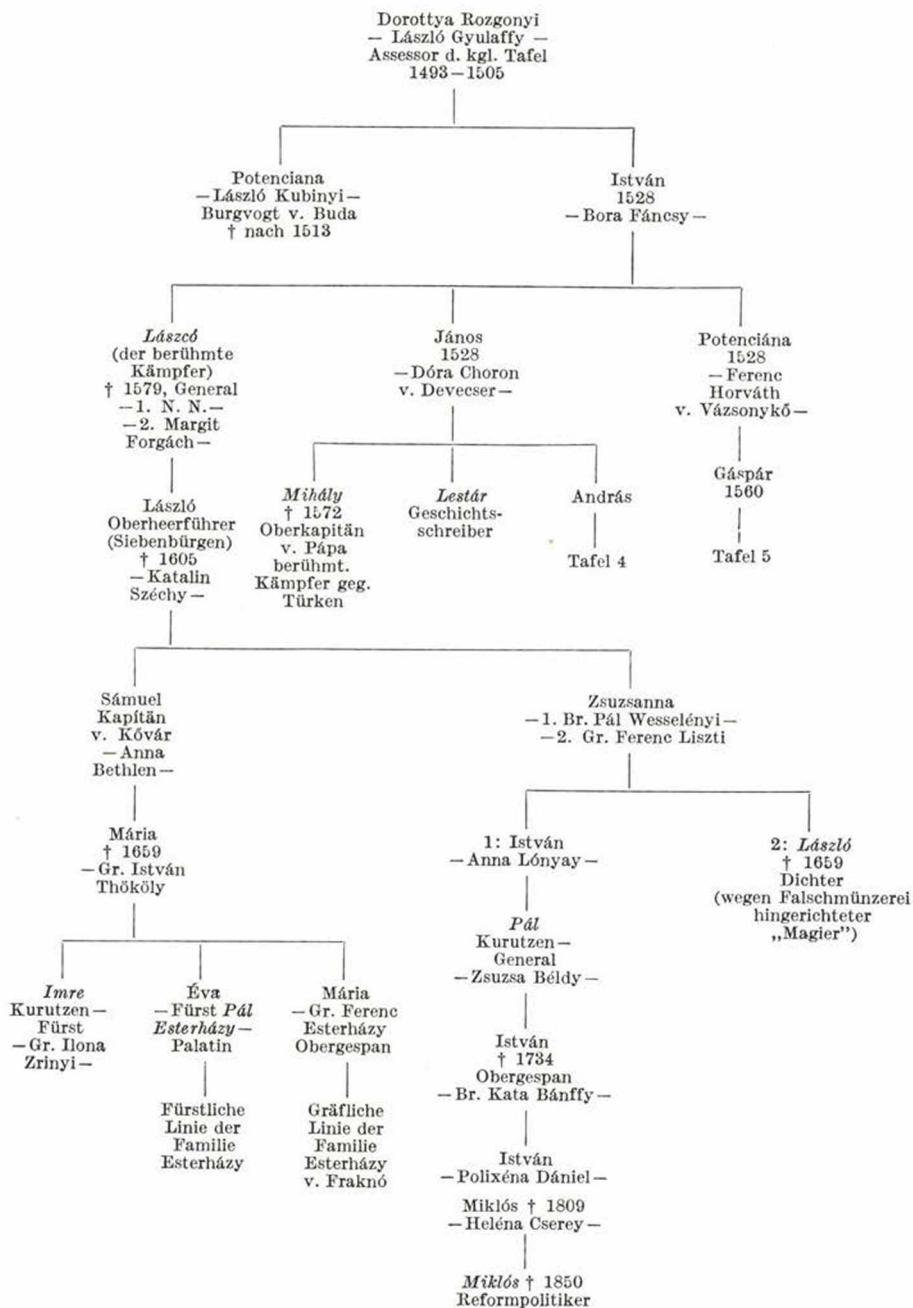 Dorottya Rozgonyi
— László Gyulaffy —
Assessor d. kgl. Tafel
1493—1505
Potenciana
—László Kubinyi—
Burgvogt v. Buda
† nach 1513
István
1528
—Bora Fáncsy—
Lászcó
(der berühmte
Kämpfer)
† 1579, General
—1. N. N.—
—2. Margit
Forgách—
János
1528
—Dóra Choron
v. Devecser—
Potenciána
1528
—Ferenc
Horváth
v. Vázsonykő—
László
Oberheerführer
(Siebenbürgen)
† 1605
—Katalin
Széchy—
Mihály
† 1572
Oberkapitän
v. Pápa
berühmt.
Kämpfer geg.
Türken
Lestár
Geschichts-
schreiber
András
Tafel 4
Gáspár
1560
Tafel 5
Sámuel
Kapítän
v. Kővár
—Anna
Bethlen—
Zsuzsanna
—1. Br. Pál Wesselényi—
—2. Gr. Ferenc Liszti
Mária
† 1659
—Gr. István
Thököly
1: István
—Anna Lónyay—
2: László
† 1659
Dichter
(wegen Falschmünzerei
hingerichteter
„Magier”)
Imre
Kurutzen—
Fürst
—Gr. Ilona
Zrinyi—
Éva
—Fürst Pál
Esterházy—
Palatin
Mária
—Gr. Ferenc
Esterházy
Obergespan
Pál
Kurutzen—
General
—Zsuzsa Béldy—
Fürstliche
Linie der
Familie
Esterházy
Gräfliche
Linie der
Familie
Esterházy
v. Fraknó
István
† 1734
Obergespan
—Br. Kata Bánffy—
István
—Polixéna Dániel—
Miklós † 1809
—Heléna Cserey—
Miklós † 1850
Reformpolitiker